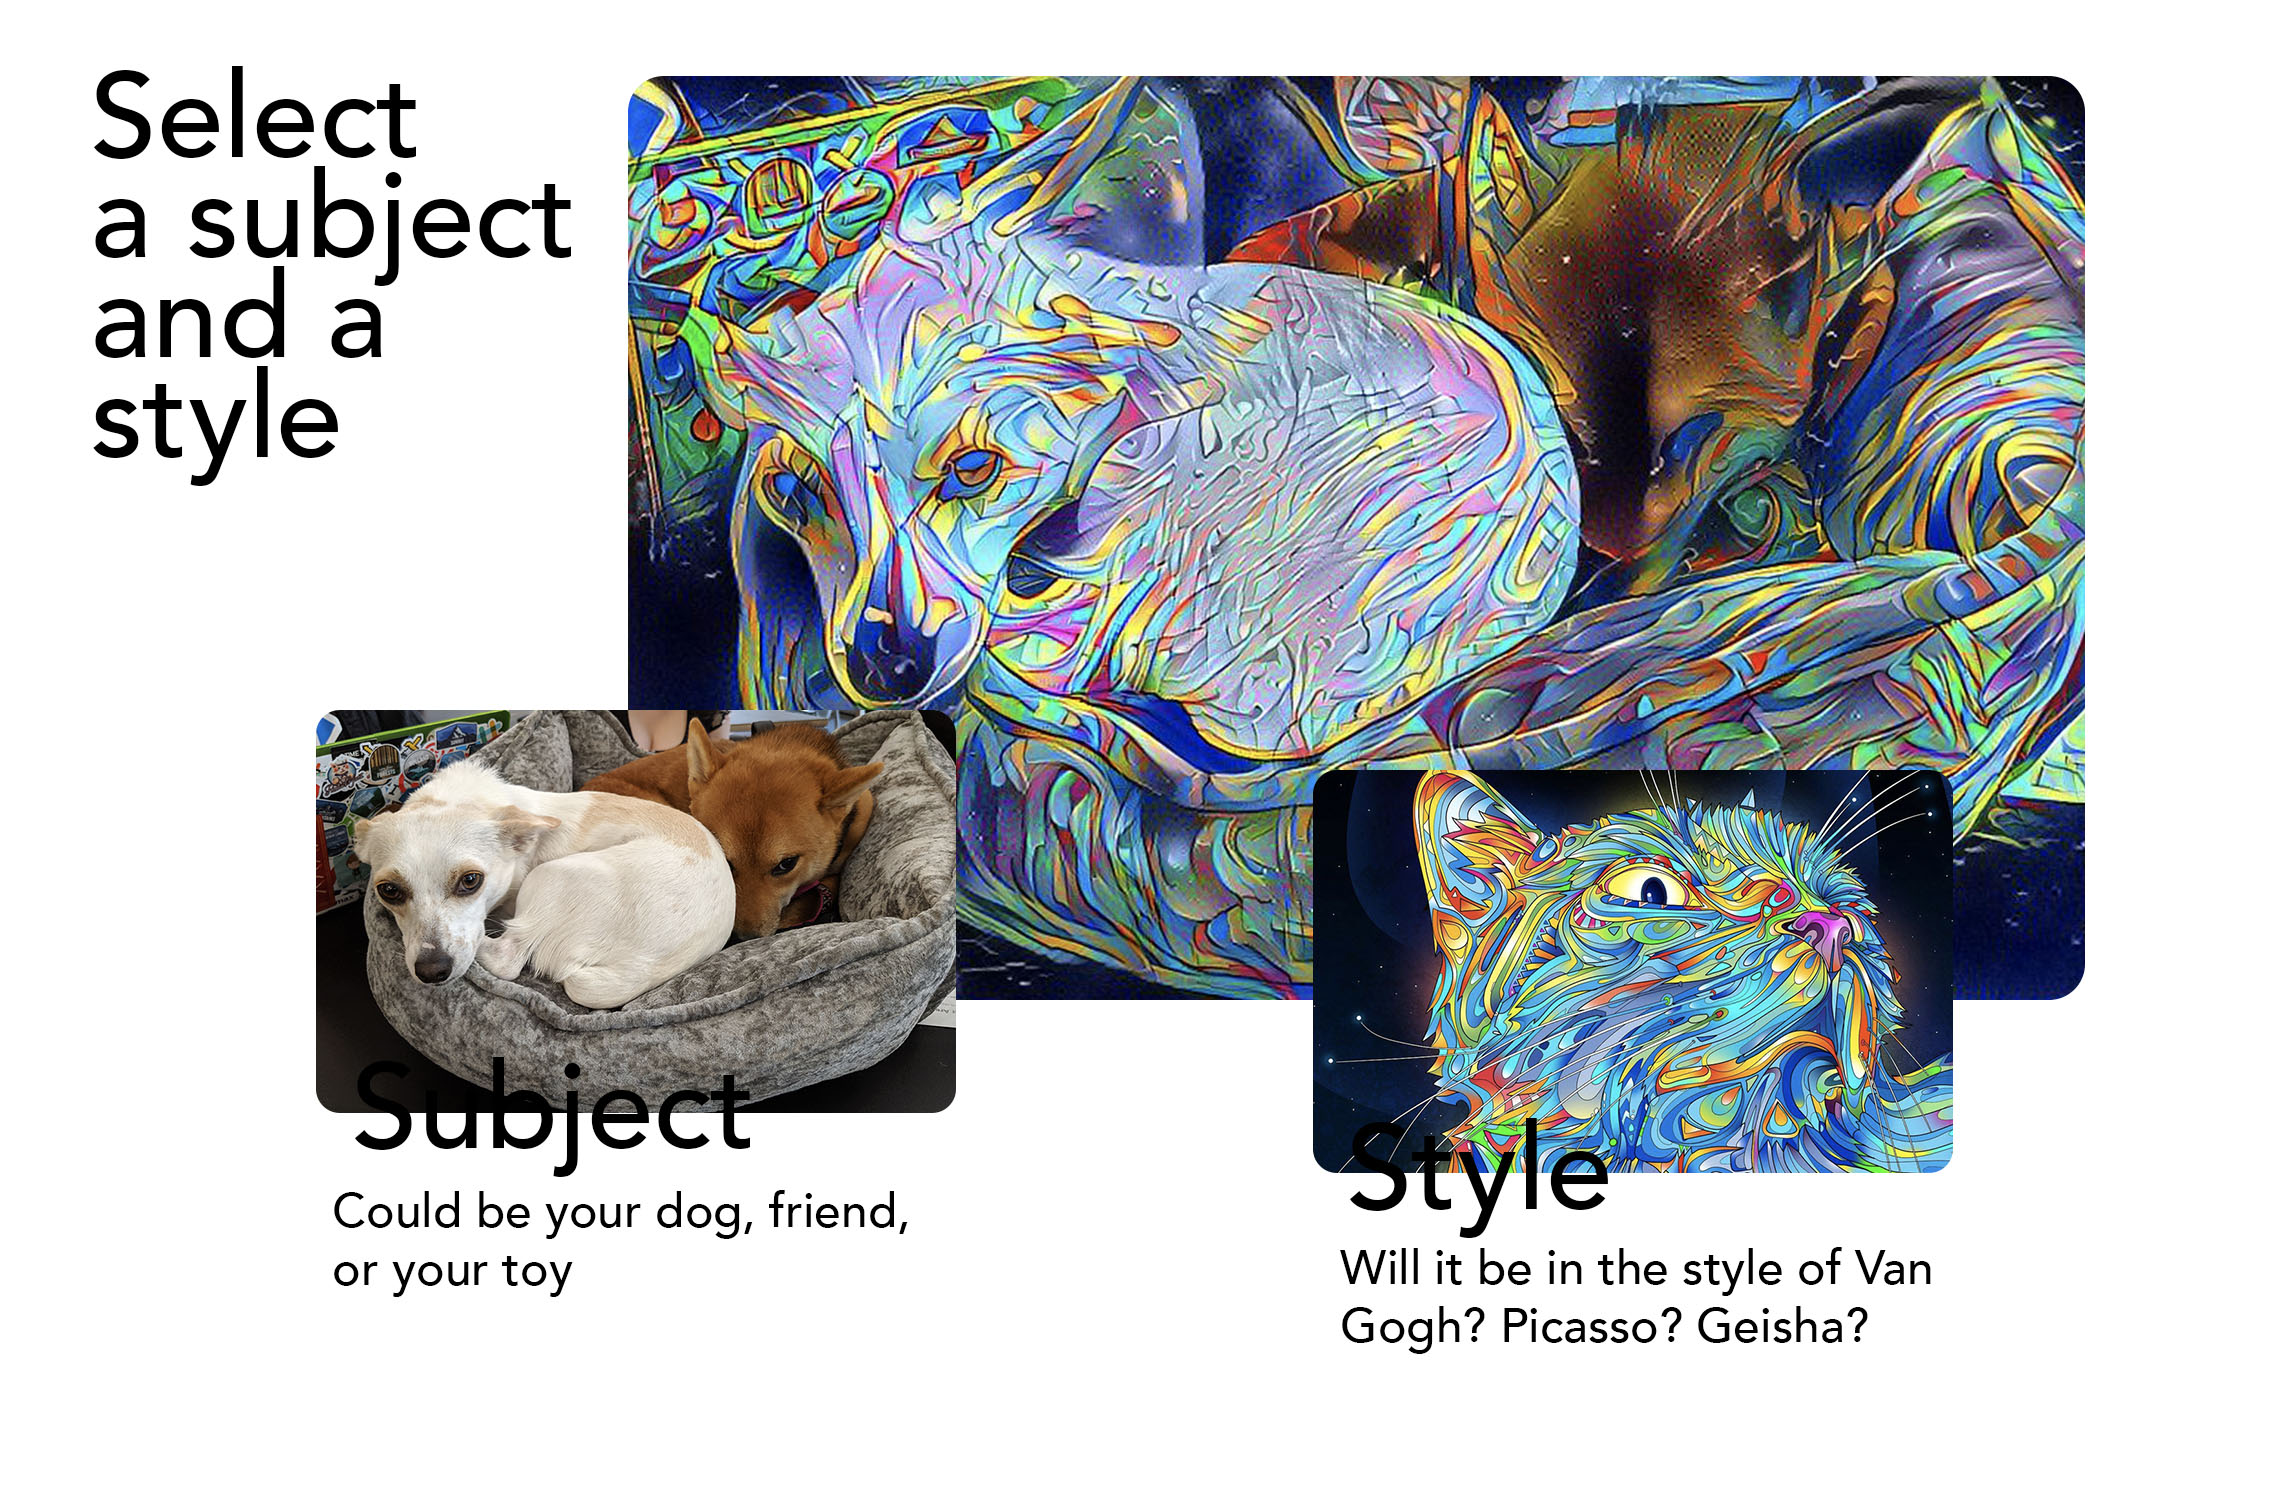 Select
a subject
and a
style
Subject
Could be your dog, friend,
or your toy
Style
Will it be in the style of Van
Gogh? Picasso? Geisha?